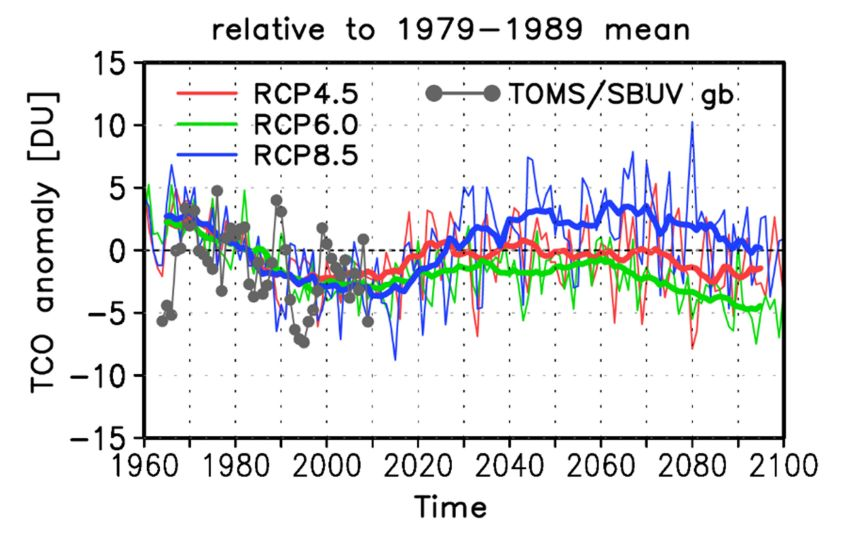 relative to 1979−1989 mean
15
RCP4.5
TOMS/SBUV gb
10
RCP6.0
RCP8.5
5
0
−5
−10
−15
TCO anomaly [DU]
1960 1980 2000 2020 2040 2060 2080 2100
Time